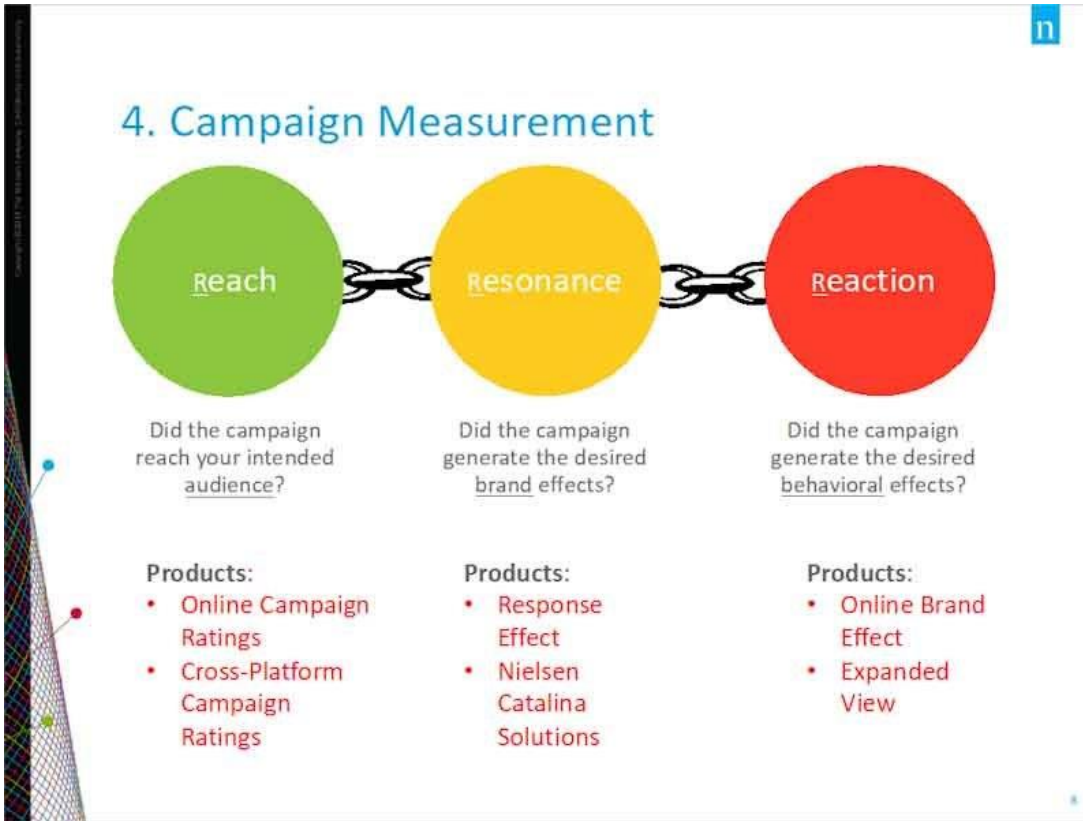 n
4. Campaign Measurement
Reach
Resonance
Reaction
Did the campaign
reach your intended
audience?
Did the campaign
generate the desired
brand effects?
Did the campaign
generate the desired
behavioral effects?
Products:
• Online Campaign
Ratings
• Cross-Platform
Campaign
Ratings
Products:
• Response
Effect
• Nielsen
Catalina
Solutions
Products:
• Online Brand
Effect
• Expanded
View
8